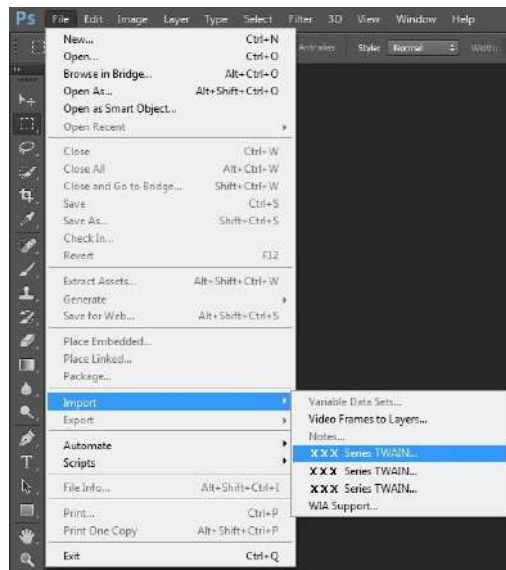 Ps File Edit Image Layer Type Select Filter 3D View Window Help
Style: Normal Width:
New... Ctrl+N
Open... Ctrl+O
Browse in Bridge... Alt+Ctrl+O
Open As... Alt+Shift+Ctrl+O
Open as Smart Object...
Open Recent
Close Ctrl+W
Close All Alt+Ctrl+W
Close and Go to Bridge... Shift+Ctrl+W
Save Ctrl+S
Save As... Shift+Ctrl+S
Check In...
Revert F12
Extract Assets... Alt+Shift+Ctrl+W
Generate
Save for Web... Alt+Shift+Ctrl+S
Place Embedded...
Place Linked...
Package...
Import
Variable Data Sets...
Export
Video Frames to Layers...
Notes...
Automate
XXX Series TWAIN...
Scripts
XXX Series TWAIN...
File Info... Alt+Shift+Ctrl+I
XXX Series TWAIN...
Print... Ctrl+P
WIA Support...
Print One Copy Alt+Shift+Ctrl+P
Exit Ctrl+Q